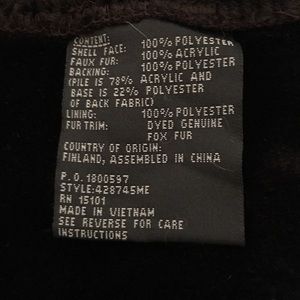 CONTENT:
SHELL FACE: 100% POLYESTER
FAUX FUR: 100% ACRYLIC
BACKING: 100% POLYESTER
(PILE IS 78% ACRYLIC AND
BASE IS 22% POLYESTER
OF BACK FABRIC)
LINING: 100% POLYESTER
FUR TRIM: DYED GENUINE
FOX FUR
COUNTRY OF ORIGIN:
FINLAND, ASSEMBLED IN CHINA
P.O.1800597
STYLE:428745ME
RN 15101
MADE IN VIETNAM
SEE REVERSE FOR CARE
INSTRUCTIONS